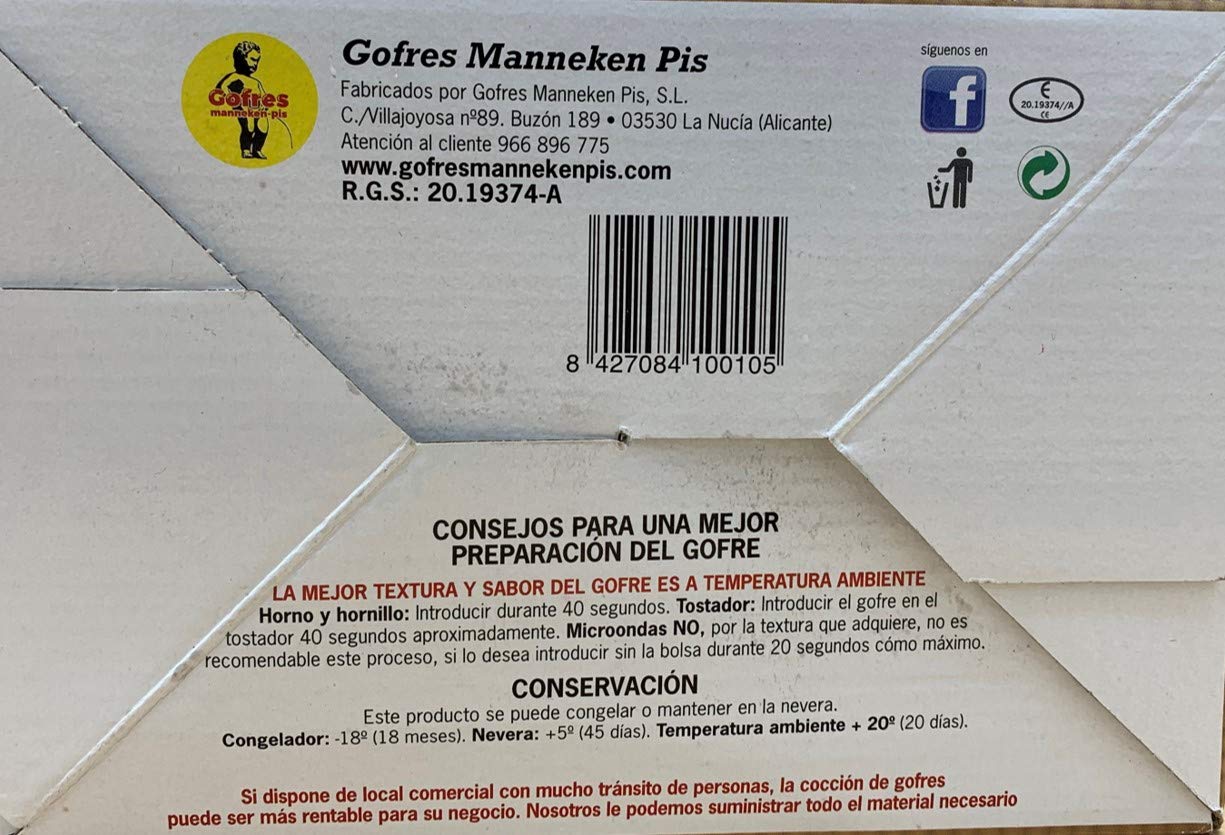 Gofres
manneken-pis
Gofres Manneken Pis
Fabricados por Gofres Manneken Pis, S.L.
C./Villajoyosa nº89. Buzón 189 • 03530 La Nucía (Alicante)
Atención al cliente 966 896 775
www.gofresmannekenpis.com
R.G.S.: 20.19374-A
síguenos en
f
E
20.19374//A
CE
8 427084 100105
CONSEJOS PARA UNA MEJOR
PREPARACIÓN DEL GOFRE
LA MEJOR TEXTURA Y SABOR DEL GOFRE ES A TEMPERATURA AMBIENTE
Horno y hornillo: Introducir durante 40 segundos. Tostador: Introducir el gofre en el
tostador 40 segundos aproximadamente. Microondas NO, por la textura que adquiere, no es
recomendable este proceso, si lo desea introducir sin la bolsa durante 20 segundos cómo máximo.
CONSERVACIÓN
Este producto se puede congelar o mantener en la nevera.
Congelador: -18º (18 meses). Nevera: +5º (45 días). Temperatura ambiente + 20º (20 días).
Si dispone de local comercial con mucho tránsito de personas, la cocción de gofres
puede ser más rentable para su negocio. Nosotros le podemos suministrar todo el material necesario